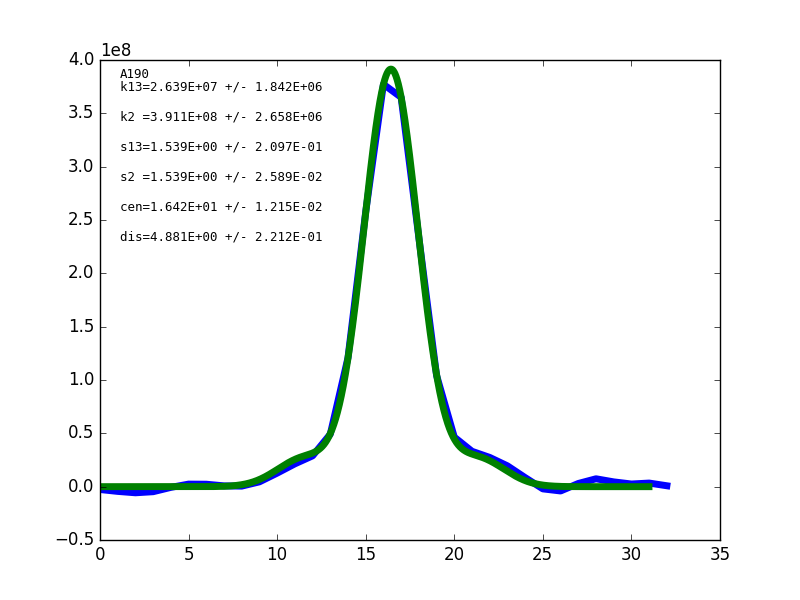 1e8
4.0
3.5
3.0
2.5
2.0
1.5
1.0
0.5
0.0
−0.5
A190
k13=2.639E+07 +/- 1.842E+06
k2 =3.911E+08 +/- 2.658E+06
s13=1.539E+00 +/- 2.097E-01
s2 =1.539E+00 +/- 2.589E-02
cen=1.642E+01 +/- 1.215E-02
dis=4.881E+00 +/- 2.212E-01
0 5 10 15 20 25 30 35